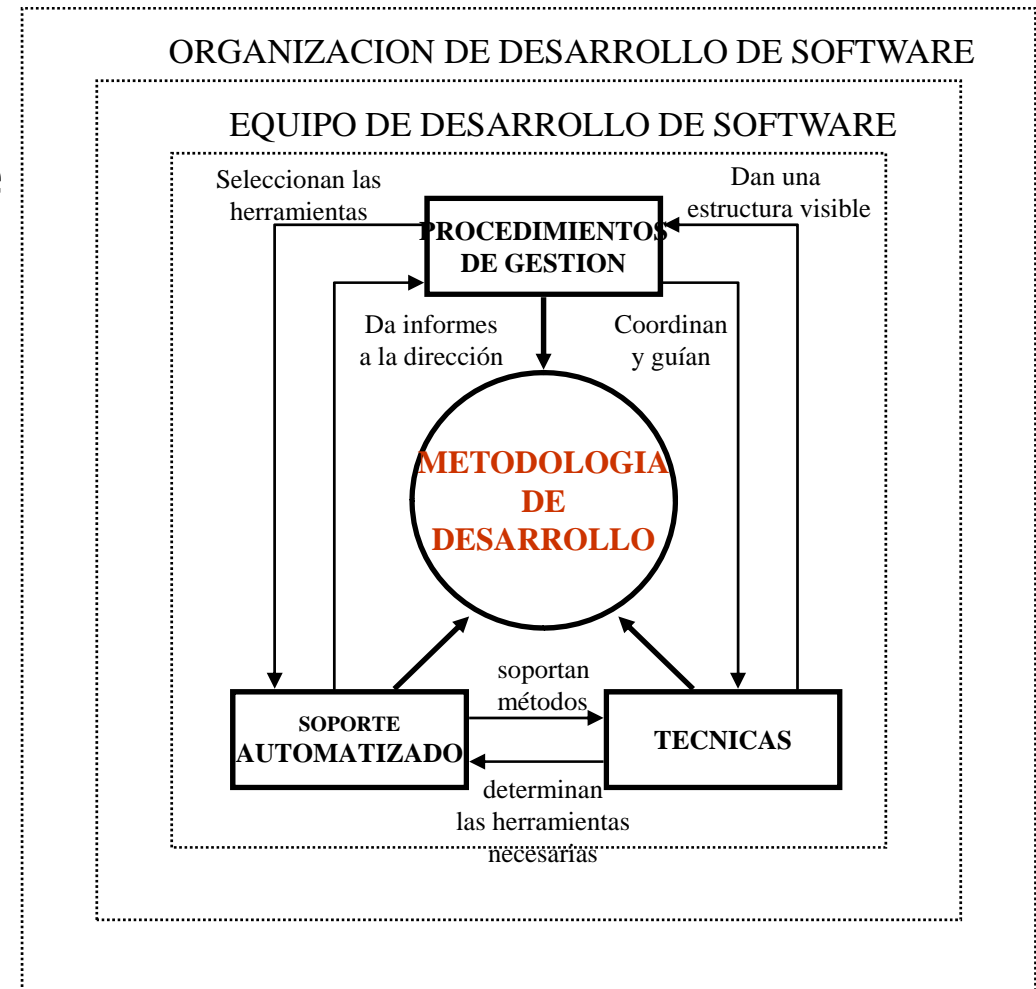 ORGANIZACION DE DESARROLLO DE SOFTWARE
EQUIPO DE DESARROLLO DE SOFTWARE
Seleccionan las
herramientas
Dan una
estructura visible
PROCEDIMIENTOS
DE GESTION
Da informes
a la dirección
Coordinan
y guían
METODOLOGIA
DE
DESARROLLO
soportan
métodos
SOPORTE
AUTOMATIZADO
TECNICAS
determinan
las herramientas
necesarías